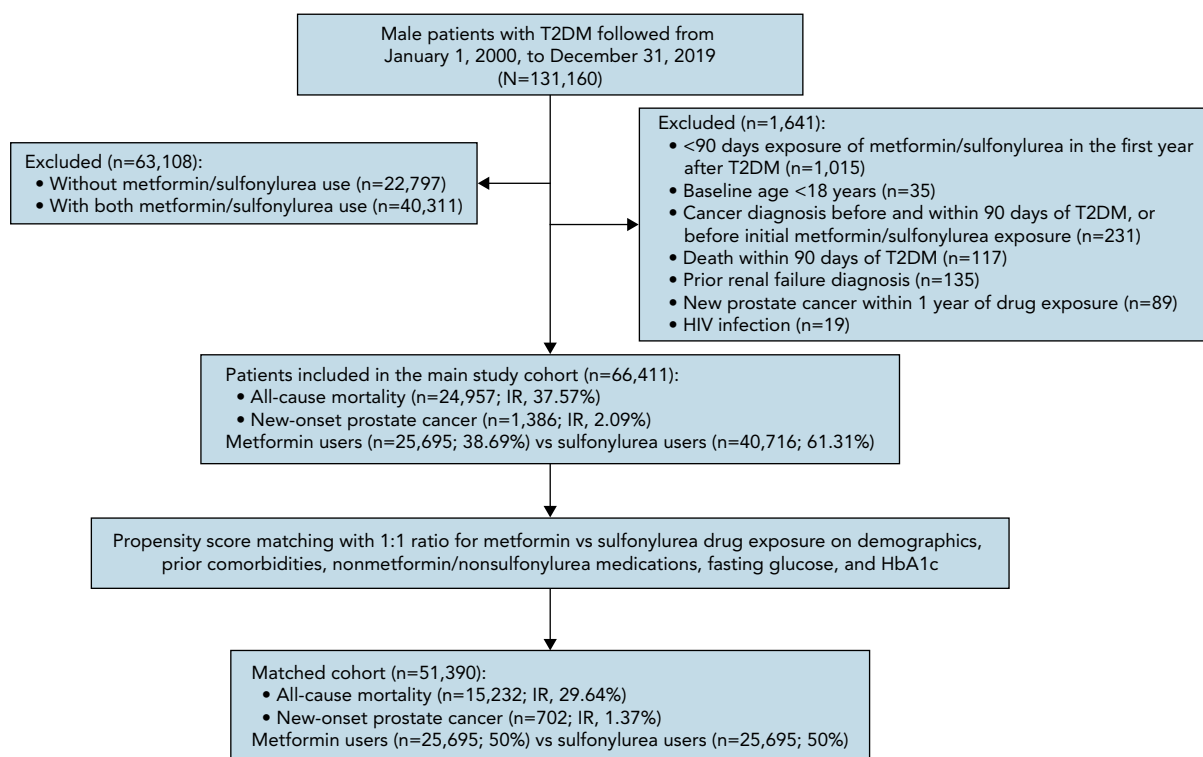 Male patients with T2DM followed from
January 1, 2000, to December 31, 2019
(N=131,160)
Excluded (n=63,108):
• Without metformin/sulfonylurea use (n=22,797)
• With both metformin/sulfonylurea use (n=40,311)
Excluded (n=1,641):
• <90 days exposure of metformin/sulfonylurea in the first year
after T2DM (n=1,015)
• Baseline age <18 years (n=35)
• Cancer diagnosis before and within 90 days of T2DM, or
before initial metformin/sulfonylurea exposure (n=231)
• Death within 90 days of T2DM (n=117)
• Prior renal failure diagnosis (n=135)
• New prostate cancer within 1 year of drug exposure (n=89)
• HIV infection (n=19)
Patients included in the main study cohort (n=66,411):
• All-cause mortality (n=24,957; IR, 37.57%)
• New-onset prostate cancer (n=1,386; IR, 2.09%)
Metformin users (n=25,695; 38.69%) vs sulfonylurea users (n=40,716; 61.31%)
Propensity score matching with 1:1 ratio for metformin vs sulfonylurea drug exposure on demographics,
prior comorbidities, nonmetformin/nonsulfonylurea medications, fasting glucose, and HbA1c
Matched cohort (n=51,390):
• All-cause mortality (n=15,232; IR, 29.64%)
• New-onset prostate cancer (n=702; IR, 1.37%)
Metformin users (n=25,695; 50%) vs sulfonylurea users (n=25,695; 50%)